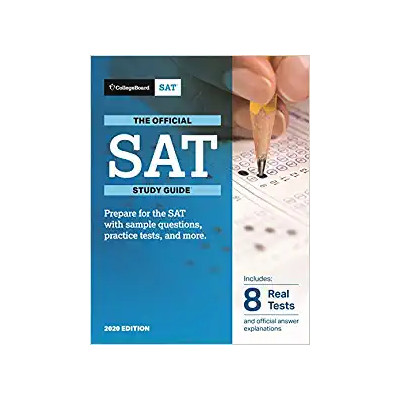 CollegeBoard SAT
THE OFFICIAL
SAT
STUDY GUIDE
Prepare for the SAT
with sample questions,
practice tests, and more.
Includes:
8 Real
Tests
and official answer
explanations
2020 EDITION